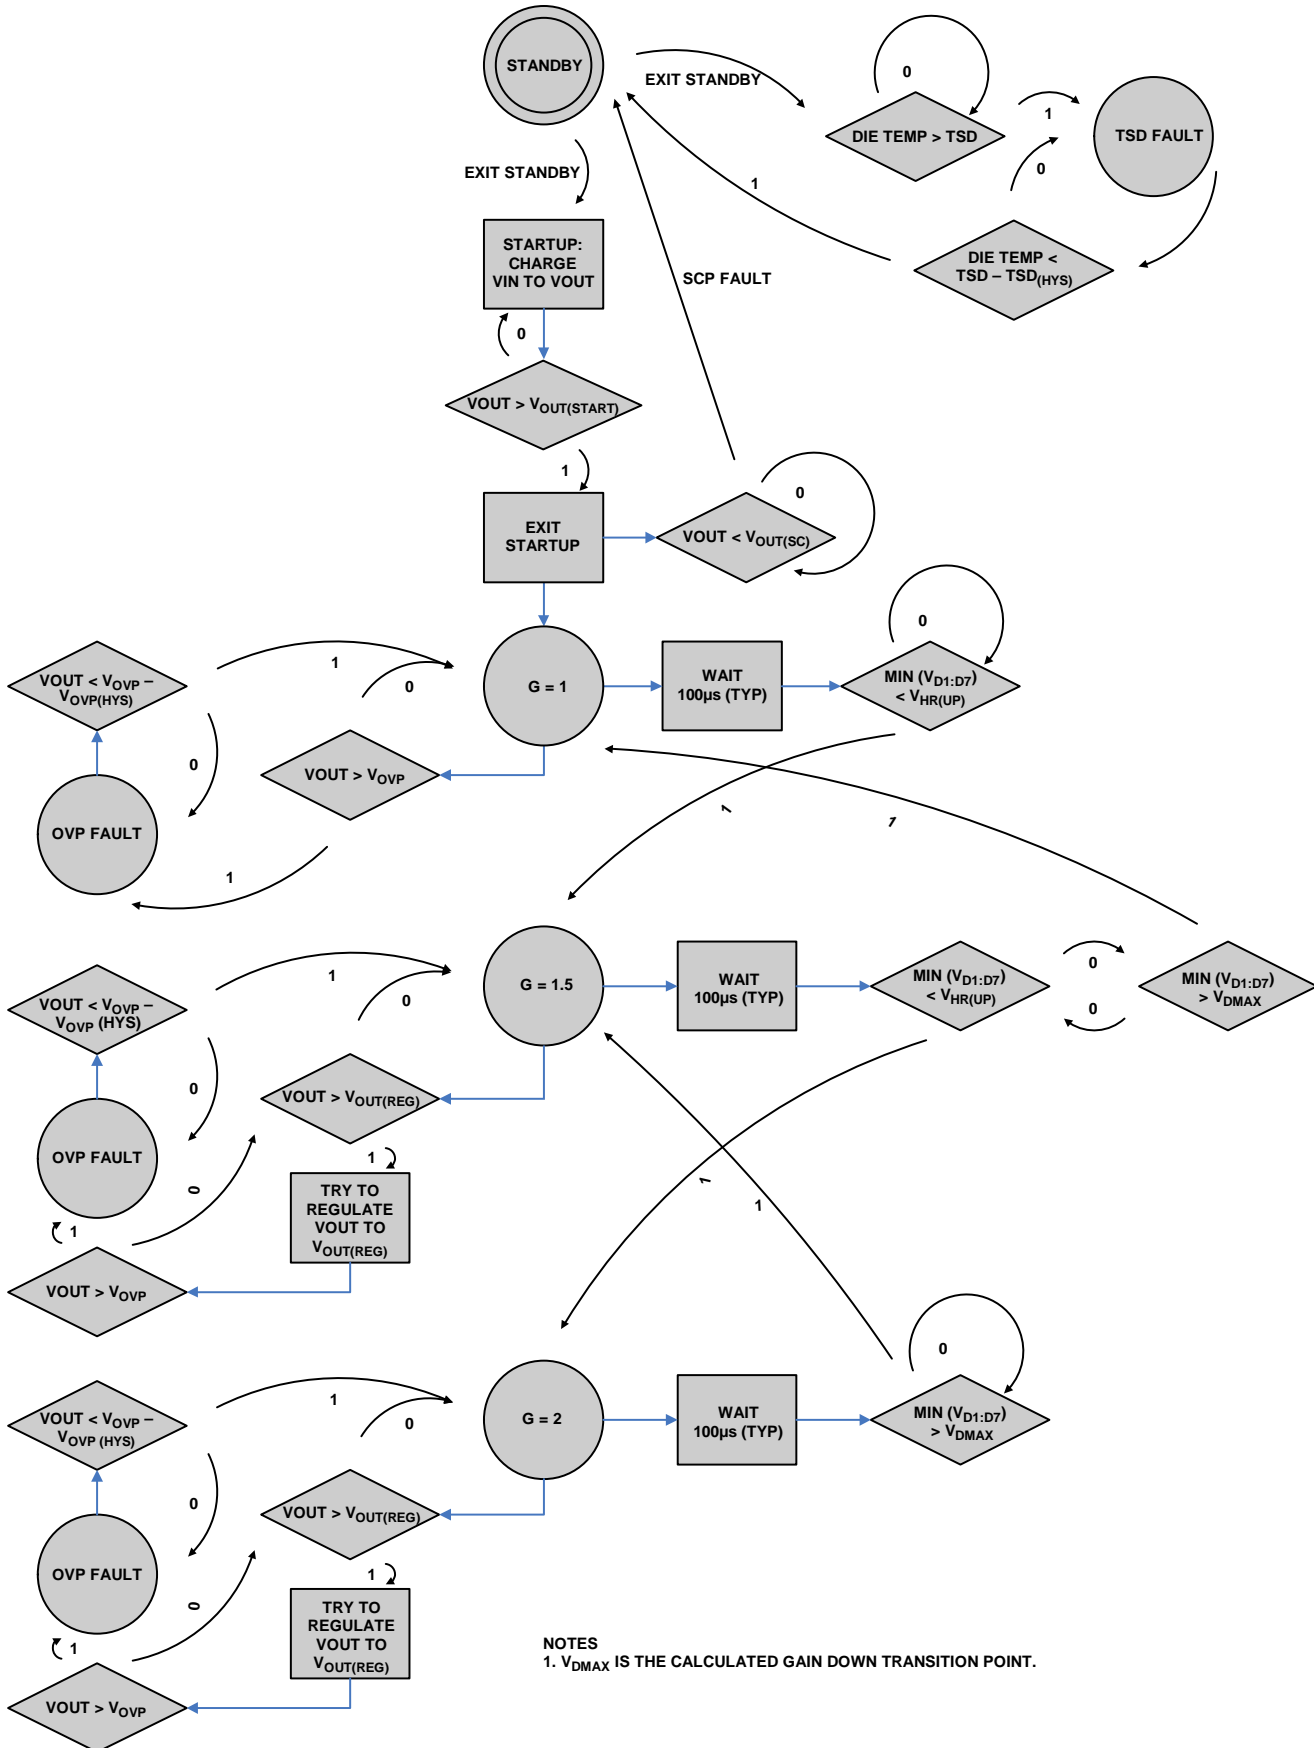 STANDBY
EXIT STANDBY
0
DIE TEMP > TSD
1
TSD FAULT
0
EXIT STANDBY
1
DIE TEMP <
TSD – TSD(HYS)
STARTUP:
CHARGE
VIN TO VOUT
SCP FAULT
0
VOUT > VOUT(START)
1
EXIT
STARTUP
0
VOUT < VOUT(SC)
VOUT < VOVP –
VOVP(HYS)
1
0
G = 1
WAIT
100µs (TYP)
0
MIN (VD1:D7)
< VHR(UP)
0
VOUT > VOVP
OVP FAULT
1
1
1
VOUT < VOVP –
VOVP (HYS)
1
0
G = 1.5
WAIT
100µs (TYP)
MIN (VD1:D7)
< VHR(UP)
0
0
MIN (VD1:D7)
> VDMAX
0
VOUT > VOUT(REG)
OVP FAULT
0
1
TRY TO
REGULATE
VOUT TO
VOUT(REG)
1
VOUT > VOVP
1
1
VOUT < VOVP –
VOVP (HYS)
1
0
G = 2
WAIT
100µs (TYP)
0
MIN (VD1:D7)
> VDMAX
0
VOUT > VOUT(REG)
OVP FAULT
0
1
TRY TO
REGULATE
VOUT TO
VOUT(REG)
1
VOUT > VOVP
NOTES
1. VDMAX IS THE CALCULATED GAIN DOWN TRANSITION POINT.